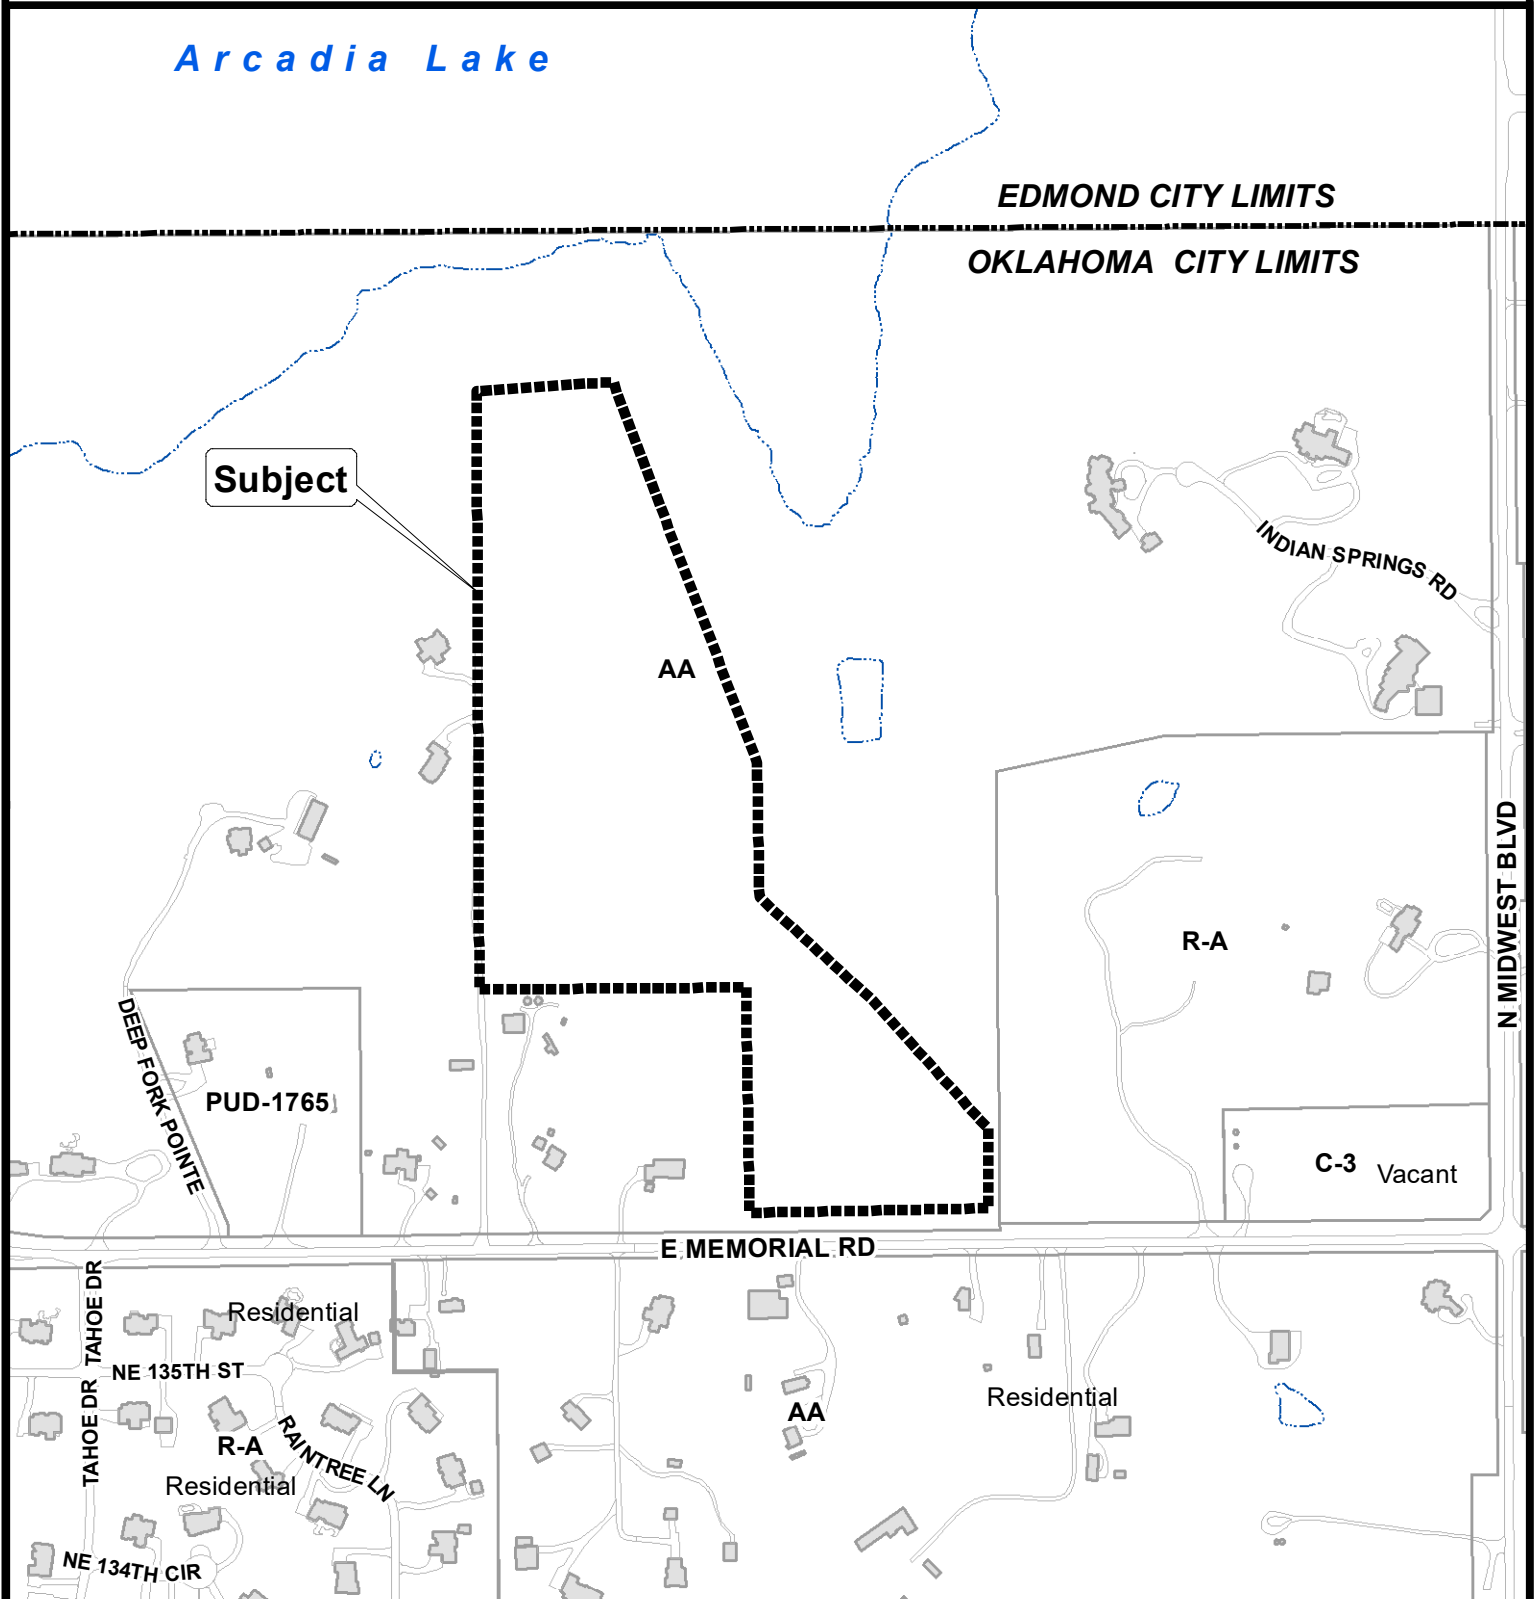 Arcadia Lake
EDMOND CITY LIMITS
OKLAHOMA CITY LIMITS
Subject
INDIAN SPRINGS RD
AA
N MIDWEST BLVD
R-A
DEEP FORK POINTE
PUD-1765
C-3 Vacant
E MEMORIAL RD
TAHOE DR
Residential
NE 135TH ST
TAHOE DR
Residential
AA
R-A
RAINTREE LN
Residential
NE 134TH CIR